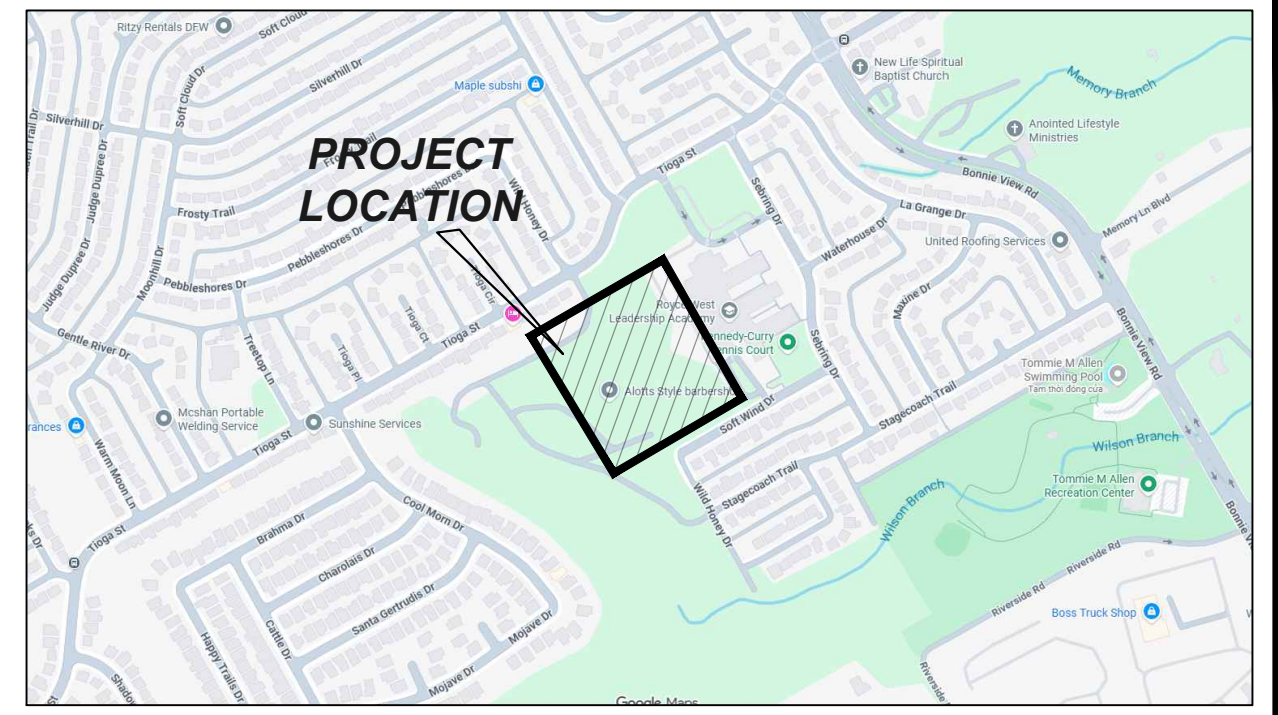 Ritzy Rentals DFW
Soft Cloud
Soft Cloud Dr
Silverhill Dr
Maple subshi
New Life Spiritual
Baptist Church
Memory Branch
Silverhill Dr
Judge Dupree Dr
Anointed Lifestyle
Ministries
PROJECT
LOCATION
Tioga St
Bonnie View Rd
Frosty Trail
Wild Honey Dr
Sebring Dr
La Grange Dr
Memory Ln Blvd
Judge Dupree Dr
Moonhill Dr
Pebbleshores Dr
Waterhouse Dr
United Roofing Services
Pebbleshores Dr
Tioga Cir
Maxine Dr
Royce West
Leadership Academy
Tioga Ct
Tioga St
Kennedy-Curry
Tennis Court
Gentle River Dr
Treetop Ln
Tioga Pl
Sebring Dr
Bonnie View Rd
Tommie M Allen
Swimming Pool
Tạm thời đóng cửa
Alofts Style barbersho
Mcshan Portable
Welding Service
Sunshine Services
Soft Wind Dr
Stagecoach Trail
rances
Tioga St
Wilson Branch
Warm Moon Ln
Stagecoach Trail
Tommie M Allen
Recreation Center
Wild Honey Dr
Wilson Branch
Cool Morn Dr
Brahma Dr
Tioga St
Charolais Dr
Riverside Rd
Santa Gertrudis Dr
Riverside Rd
Boss Truck Shop
Mojave Dr
Cattle Dr
Happy Trails Dr
Mojave Dr
Riverside
Shadow
Google Maps